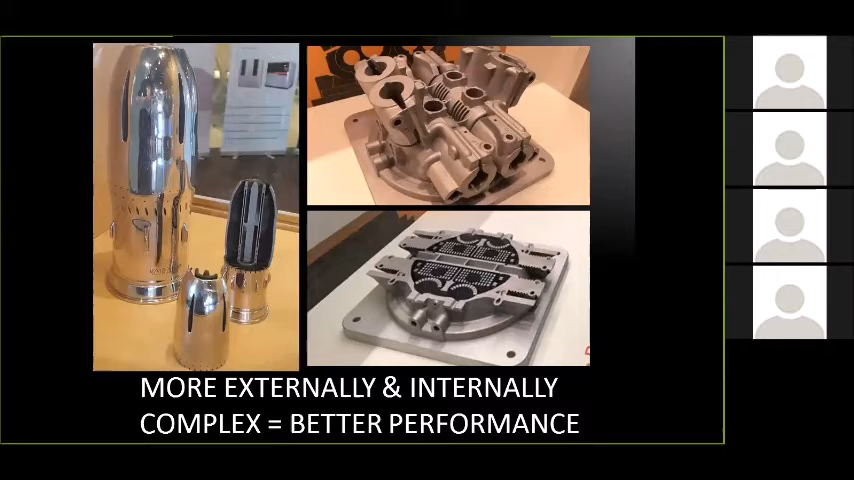 MORE EXTERNALLY & INTERNALLY
COMPLEX = BETTER PERFORMANCE